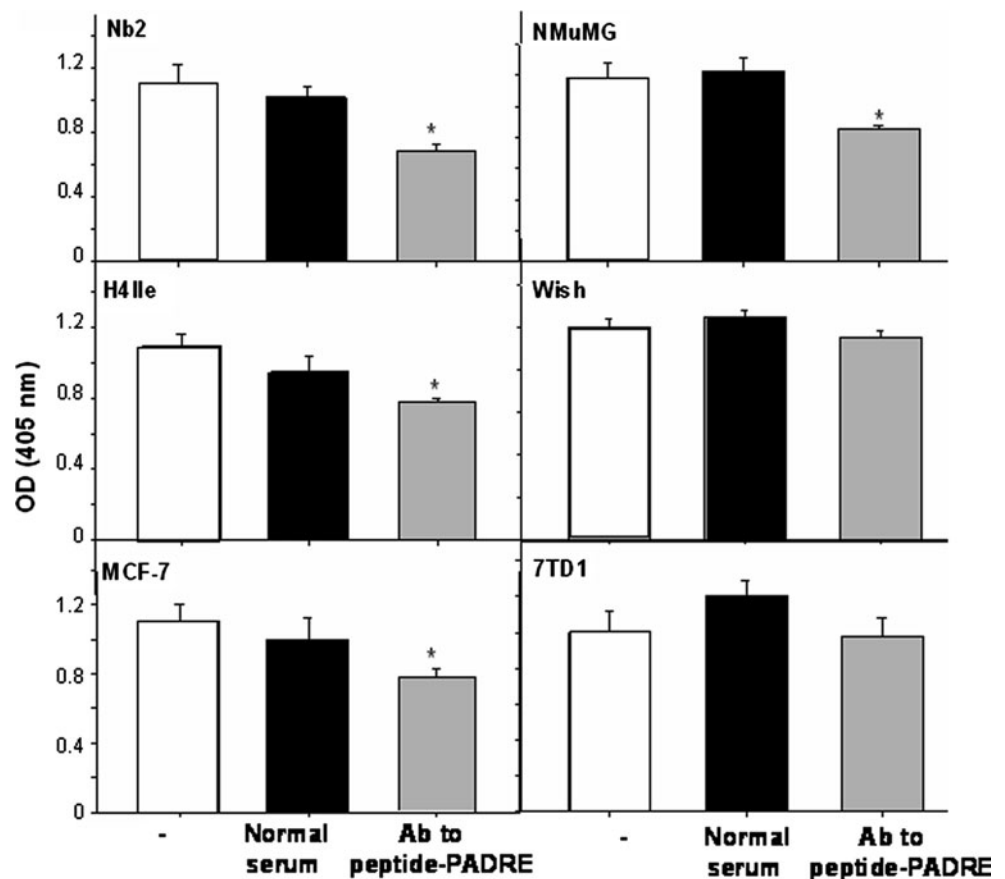 Nb2
NMuMG
1.2
0.8
0.4
0
*
*
H4IIe
Wish
1.2
0.8
0.4
0
*
OD (405 nm)
MCF-7
7TD1
1.2
0.8
0.4
0
*
- Normal serum Ab to peptide-PADRE
- Normal serum Ab to peptide-PADRE